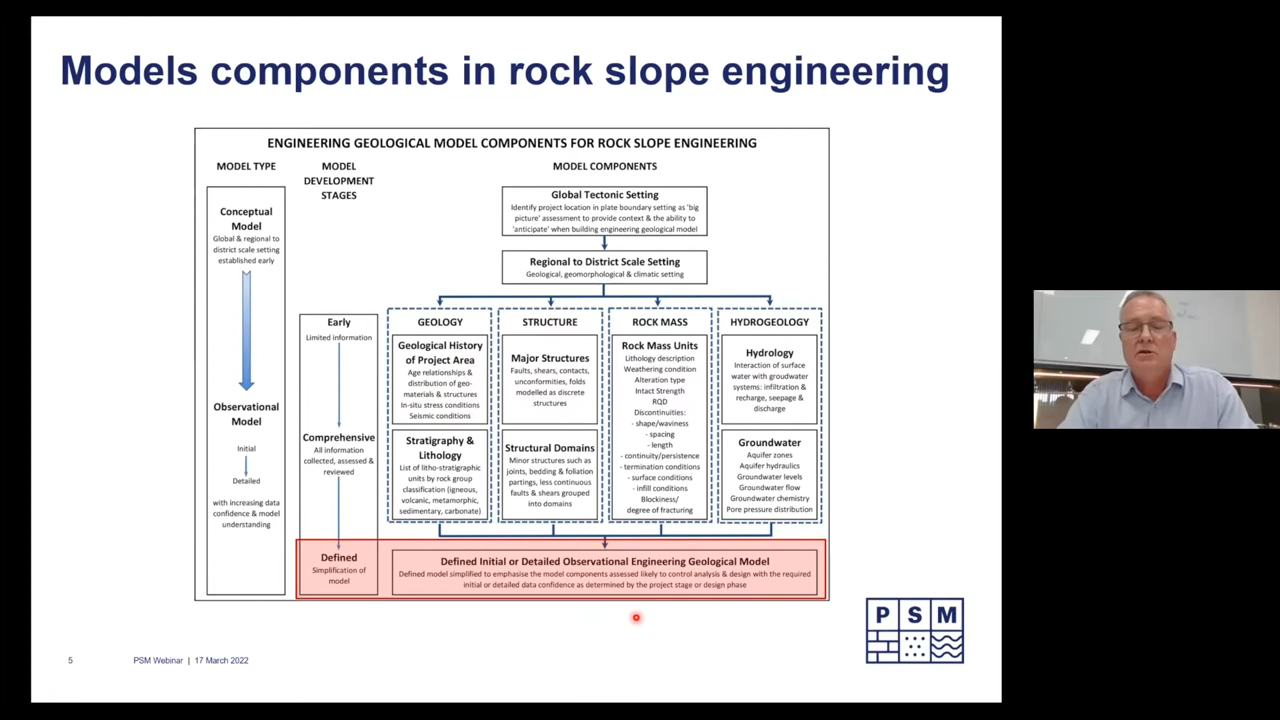 Models components in rock slope engineering
ENGINEERING GEOLOGICAL MODEL COMPONENTS FOR ROCK SLOPE ENGINEERING
MODEL TYPE
MODEL
DEVELOPMENT
STAGES
MODEL COMPONENTS
Conceptual
Model
Global & regional to
district scale setting
established early
Observational
Model
Initial
Detailed
with increasing data
confidence & model
understanding
Early
Limited information
Comprehensive
All information
collected, assessed &
reviewed
Defined
Simplification of
model
Global Tectonic Setting
Identify project location in plate boundary setting as 'big
picture' assessment to provide context & the ability to
'anticipate' when building engineering geological model
Regional to District Scale Setting
Geological, geomorphological & climatic setting
GEOLOGY
Geological History
of Project Area
Age relationships &
distribution of geo-
materials & structures
In-situ stress conditions
Seismic conditions
Stratigraphy &
Lithology
List of litho-stratigraphic
units by rock group
classification (igneous,
volcanic, metamorphic,
sedimentary, carbonate)
STRUCTURE
Major Structures
Faults, shears, contacts,
unconformities, folds
modelled as discrete
structures
Structural Domains
Minor structures such as
joints, bedding & foliation
partings, less continuous
faults & shears grouped
into domains
ROCK MASS
Rock Mass Units
Lithology description
Weathering condition
Alteration type
Intact Strength
RQD
Discontinuities:
- shape/waviness
- spacing
- length
- continuity/persistence
- termination conditions
- surface conditions
- infill conditions
Blockiness/
degree of fracturing
HYDROGEOLOGY
Hydrology
Interaction of surface
water with groudwater
systems: infiltration &
recharge, seepage &
discharge
Groundwater
Aquifer zones
Aquifer hydraulics
Groundwater levels
Groundwater flow
Groundwater chemistry
Pore pressure distribution
Defined Initial or Detailed Observational Engineering Geological Model
Defined model simplified to emphasise the model components assessed likely to control analysis & design with the required
initial or detailed data confidence as determined by the project stage or design phase
PSM
5
PSM Webinar | 17 March 2022